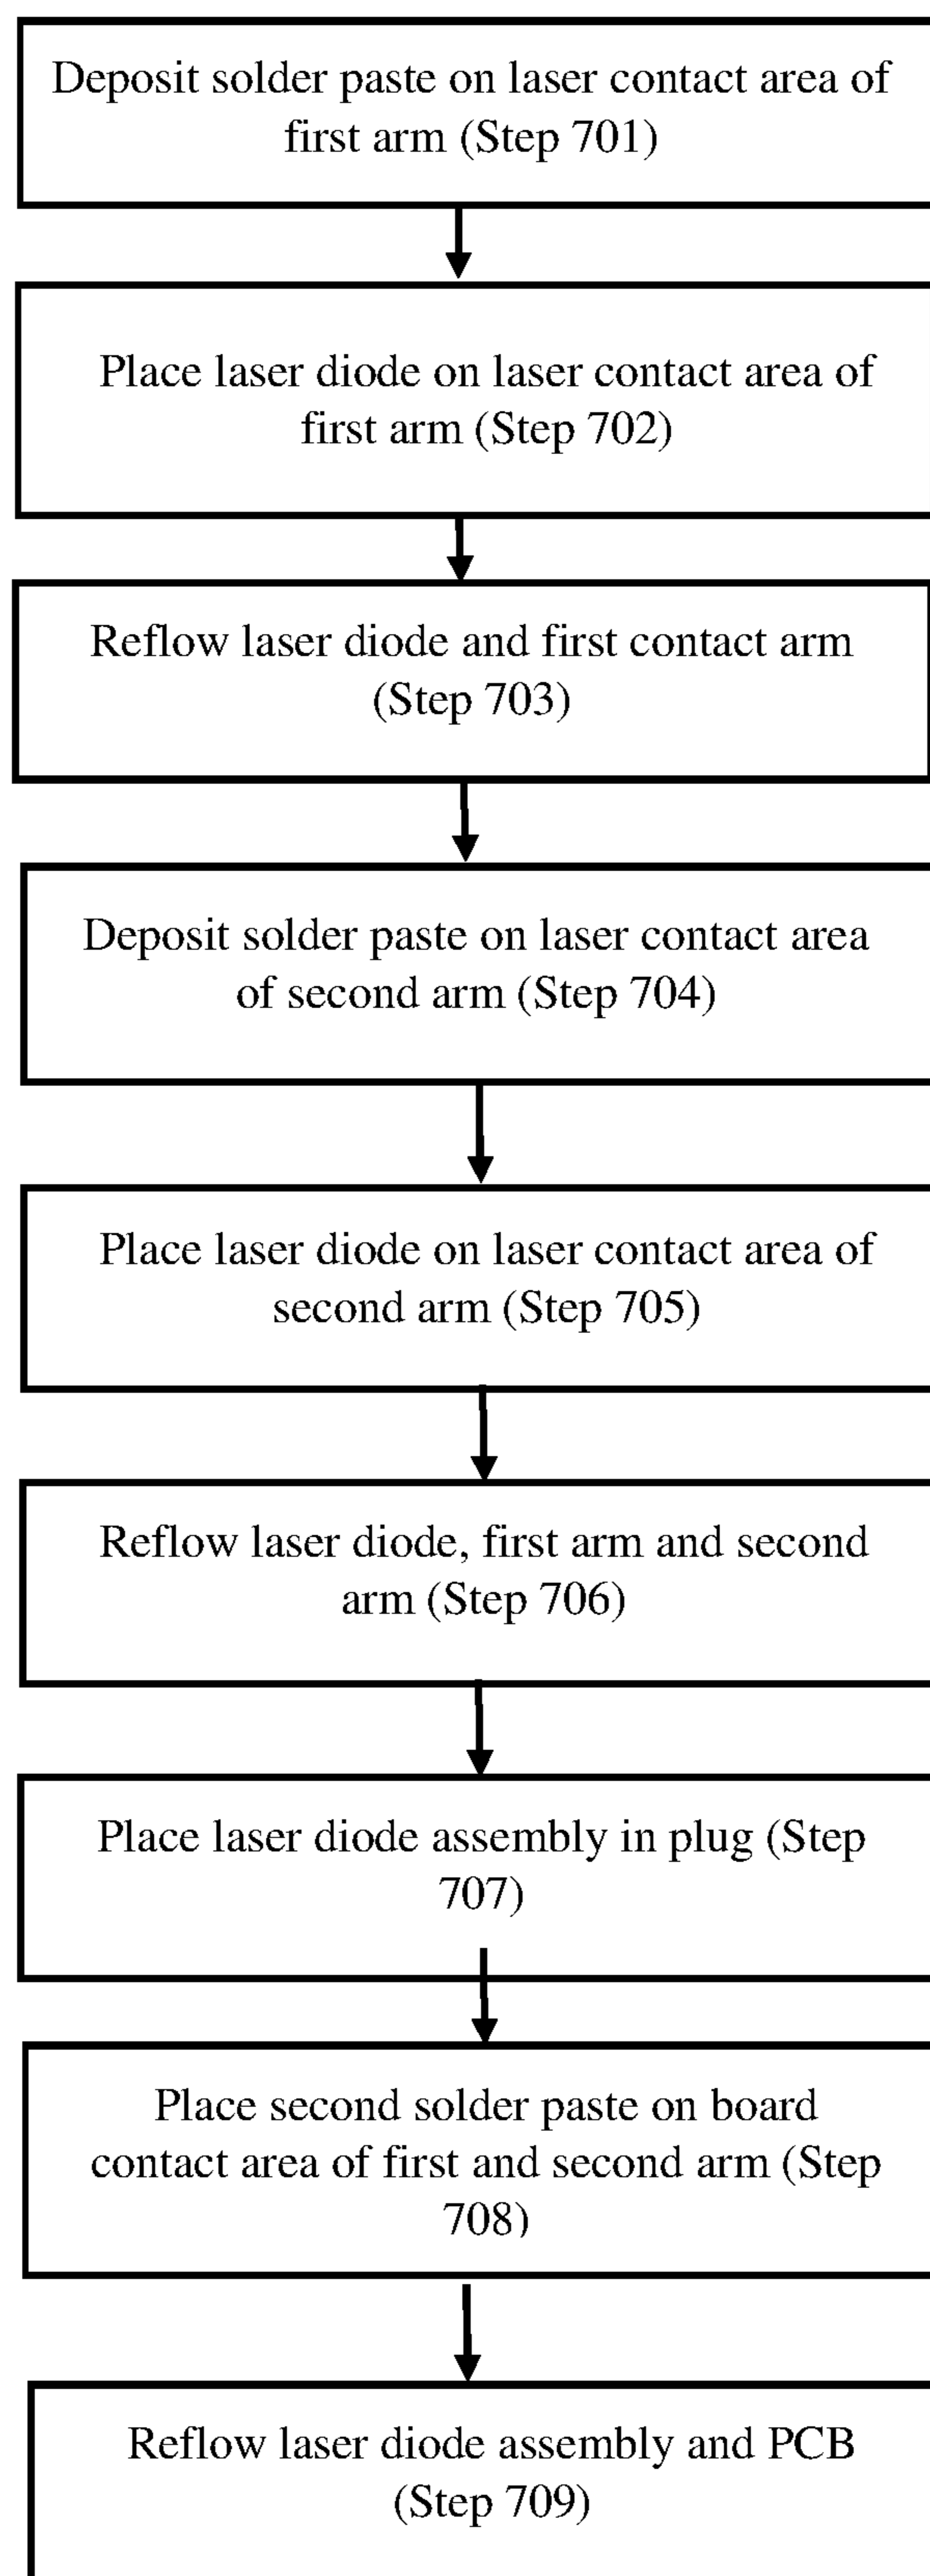 Deposit solder paste on laser contact area of
first arm (Step 701)
Place laser diode on laser contact area of
first arm (Step 702)
Reflow laser diode and first contact arm
(Step 703)
Deposit solder paste on laser contact area
of second arm (Step 704)
Place laser diode on laser contact area of
second arm (Step 705)
Reflow laser diode, first arm and second
arm (Step 706)
Place laser diode assembly in plug (Step
707)
Place second solder paste on board
contact area of first and second arm (Step
708)
Reflow laser diode assembly and PCB
(Step 709)